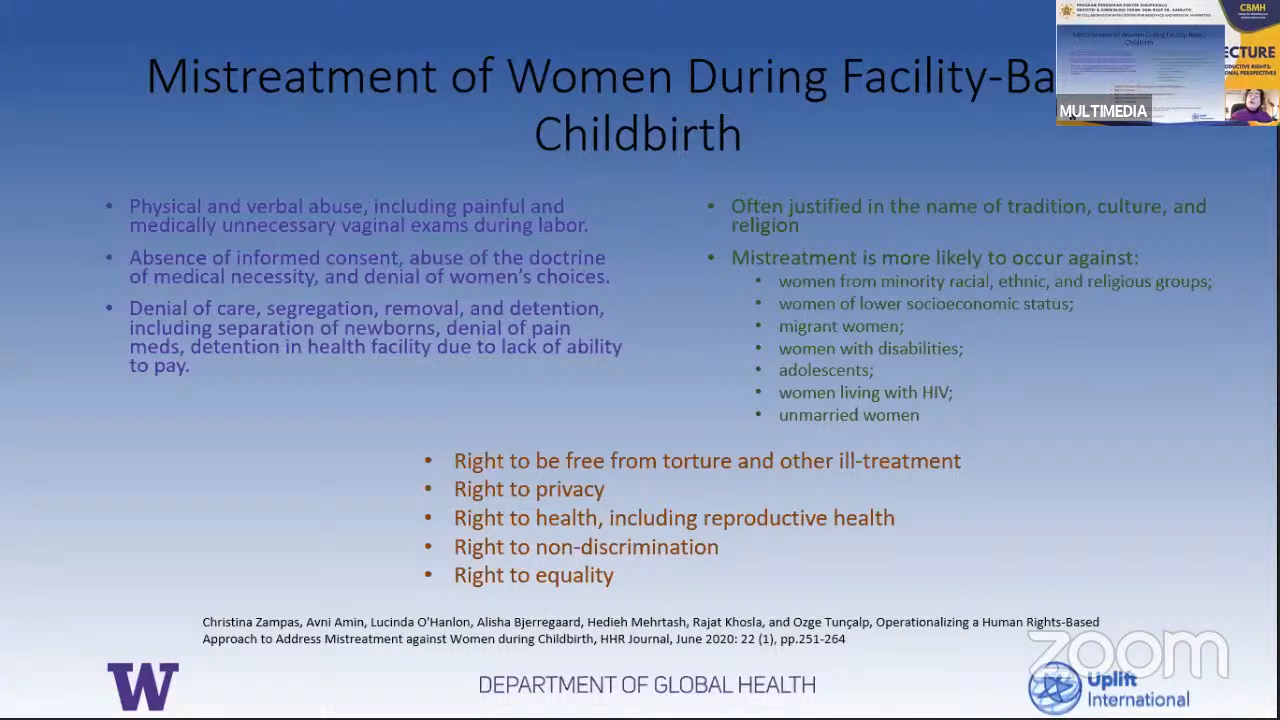 Mistreatment of Women During Facility-Ba
Childbirth
• Physical and verbal abuse, including painful and
medically unnecessary vaginal exams during labor.
• Absence of informed consent, abuse of the doctrine
of medical necessity, and denial of women's choices.
• Denial of care, segregation, removal, and detention,
including separation of newborns, denial of pain
meds, detention in health facility due to lack of ability
to pay.
• Often justified in the name of tradition, culture, and
religion
• Mistreatment is more likely to occur against:
• women from minority racial, ethnic, and religious groups;
• women of lower socioeconomic status;
• migrant women;
• women with disabilities;
• adolescents;
• women living with HIV;
• unmarried women
• Right to be free from torture and other ill-treatment
• Right to privacy
• Right to health, including reproductive health
• Right to non-discrimination
• Right to equality
Christina Zampas, Avni Amin, Lucinda O'Hanlon, Alisha Bjerregaard, Hedieh Mehrtash, Rajat Khosla, and Ozge Tunçalp, Operationalizing a Human Rights-Based
Approach to Address Mistreatment against Women during Childbirth, HHR Journal, June 2020: 22 (1), pp.251-264
W
DEPARTMENT OF GLOBAL HEALTH
Uplift
International
zoom
CBMH
ECTURE
MULTIMEDIA